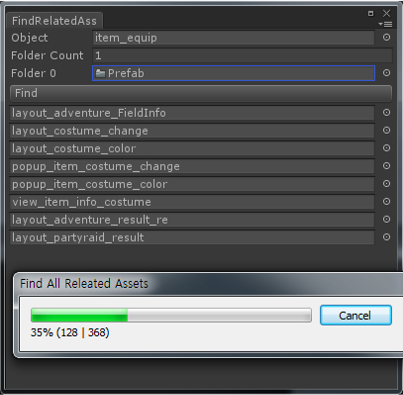 FindRelatedAss
Object item_equip
Folder Count 1
Folder 0 Prefab
Find
layout_adventure_FieldInfo
layout_costume_change
layout_costume_color
popup_item_costume_change
popup_item_costume_color
view_item_info_costume
layout_adventure_result_re
layout_partyraid_result
Find All Releated Assets
Cancel
35% (128 | 368)